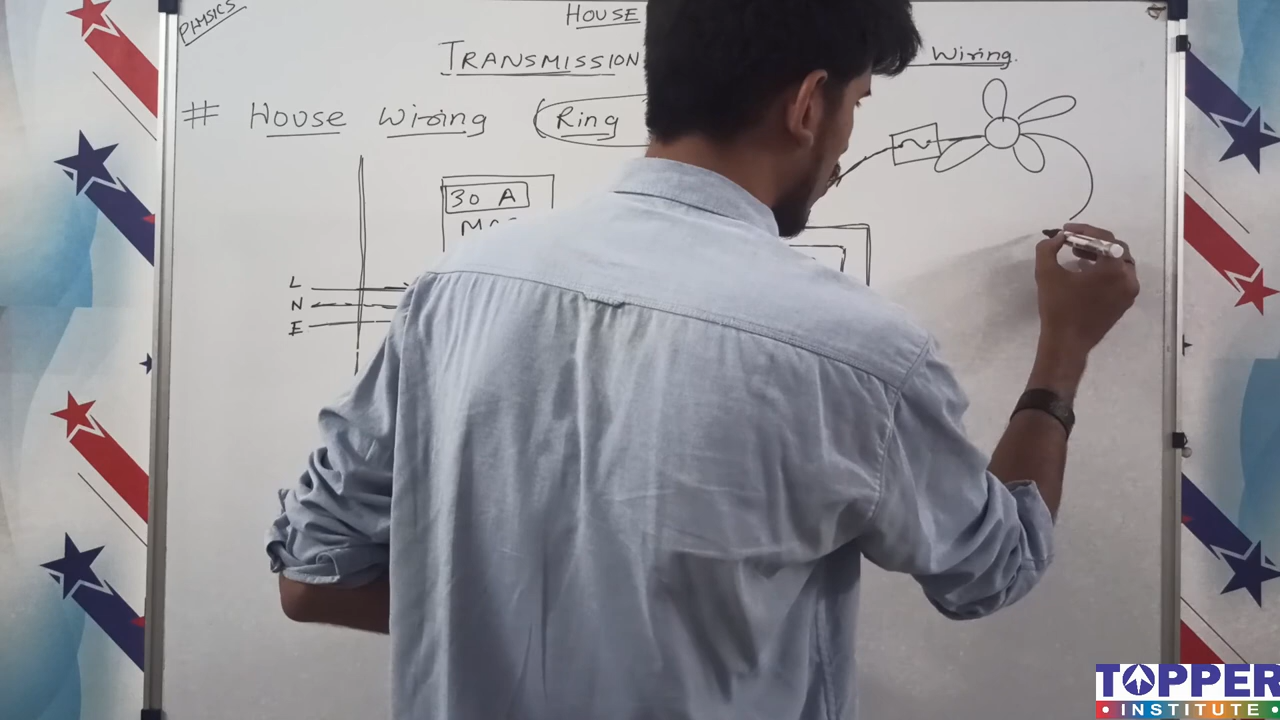 PHYSICS
HOUSE
TRANSMISSION Wiring.
# HOUSE Wiring (Ring
30 A
L
N
E
TOPPER
INSTITUTE